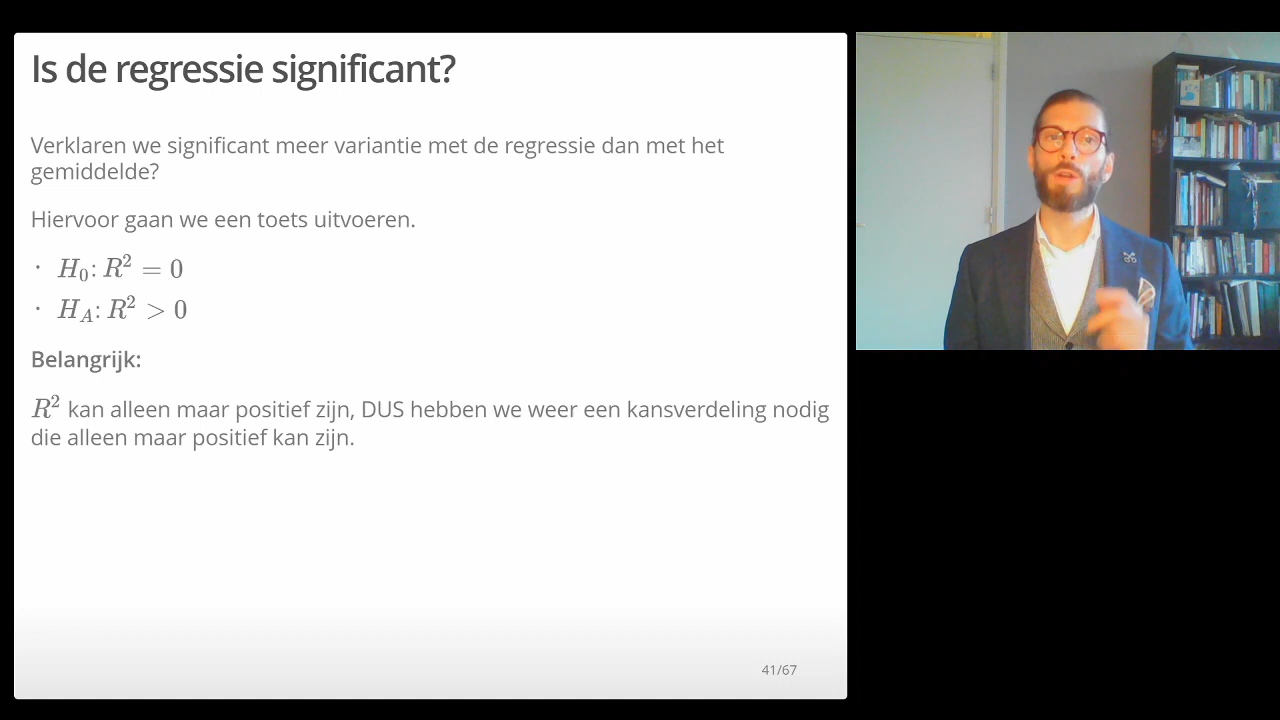 Is de regressie significant?
Verklaren we significant meer variantie met de regressie dan met het
gemiddelde?
Hiervoor gaan we een toets uitvoeren.
· H₀: R² = 0
· H_A: R² > 0
Belangrijk:
R² kan alleen maar positief zijn, DUS hebben we weer een kansverdeling nodig
die alleen maar positief kan zijn.
41/67